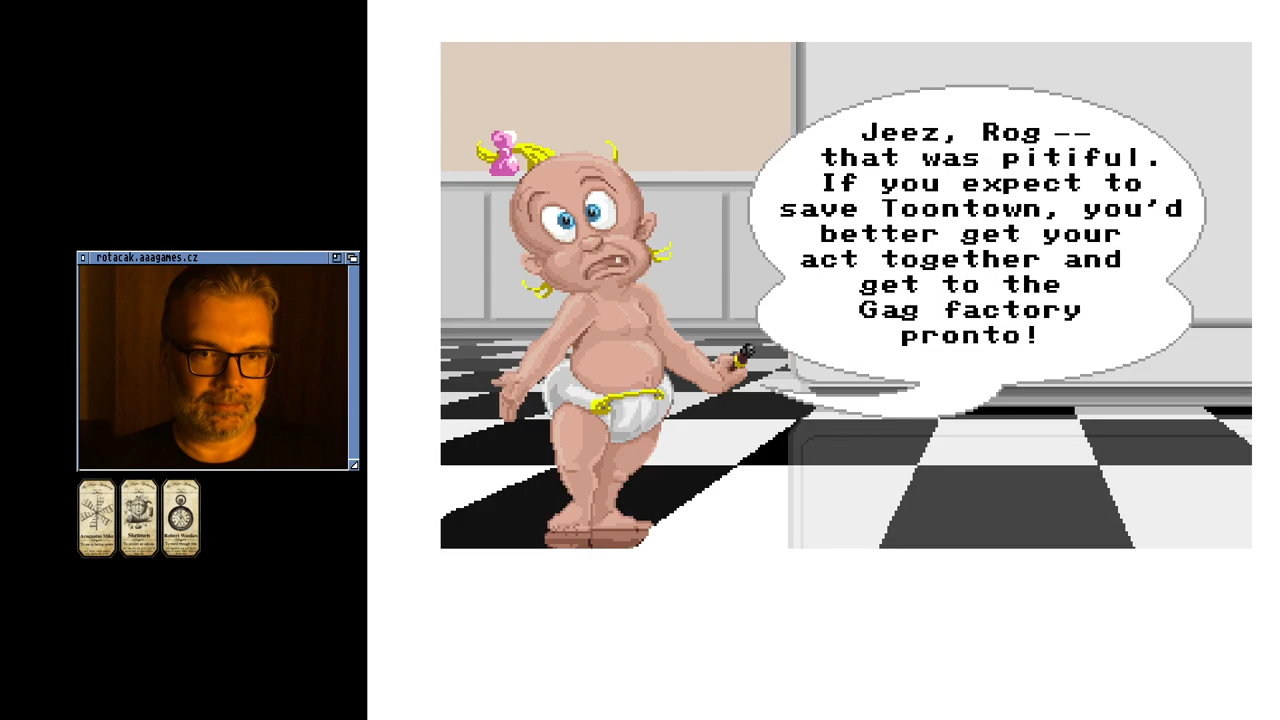 rotacak.aaagames.cz
Jeez, Rog --
that was pitiful.
If you expect to
save Toontown, you'd
better get your
act together and
get to the
Gag factory
pronto!